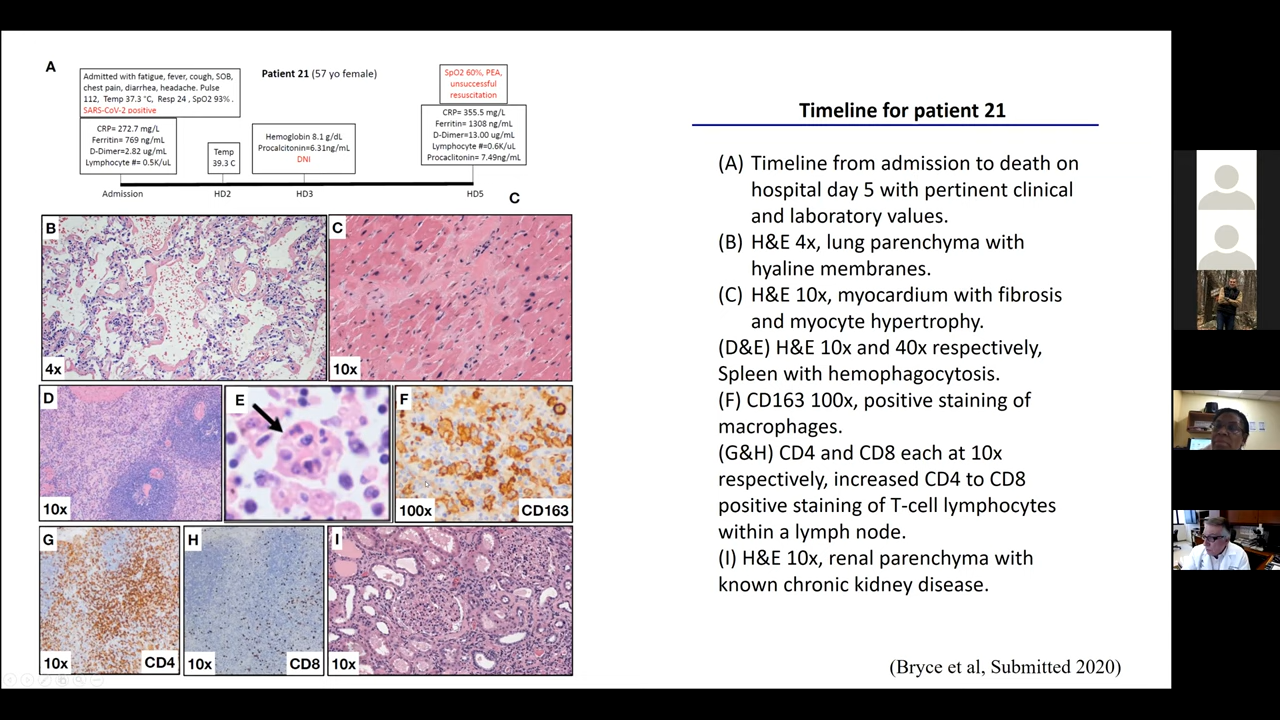 A
Patient 21 (57 yo female)
Admitted with fatigue, fever, cough, SOB,
chest pain, diarrhea, headache. Pulse
112, Temp 37.3 °C, Resp 24 , SpO2 93% .
SARS-CoV-2 positive
CRP= 272.7 mg/L
Ferritin= 769 ng/mL
D-Dimer=2.82 ug/mL
Lymphocyte #= 0.5K/uL
Temp
39.3 C
Hemoglobin 8.1 g/dL
Procalcitonin=6.31ng/mL
DNI
SpO2 60%, PEA,
unsuccessful
resuscitation
CRP= 355.5 mg/L
Ferritin= 1308 ng/mL
D-Dimer=13.00 ug/mL
Lymphocyte #=0.6K/uL
Procaclitonin= 7.49ng/mL
Admission
HD2
HD3
HD5
C
B
4x
C
10x
D
10x
E
F
100x
CD163
G
10x
CD4
H
10x
CD8
I
10x
Timeline for patient 21
(A) Timeline from admission to death on
hospital day 5 with pertinent clinical
and laboratory values.
(B) H&E 4x, lung parenchyma with
hyaline membranes.
(C) H&E 10x, myocardium with fibrosis
and myocyte hypertrophy.
(D&E) H&E 10x and 40x respectively,
Spleen with hemophagocytosis.
(F) CD163 100x, positive staining of
macrophages.
(G&H) CD4 and CD8 each at 10x
respectively, increased CD4 to CD8
positive staining of T-cell lymphocytes
within a lymph node.
(I) H&E 10x, renal parenchyma with
known chronic kidney disease.
(Bryce et al, Submitted 2020)